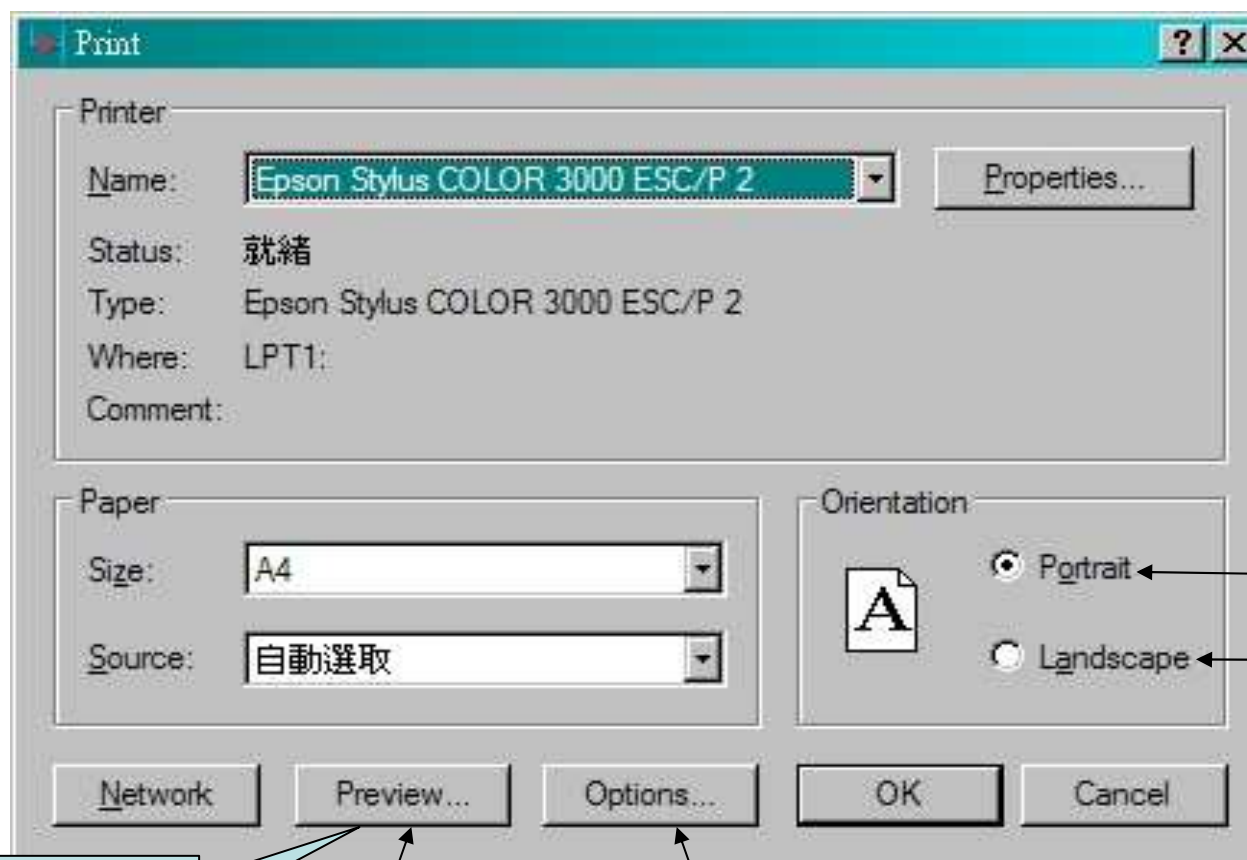 Print
Printer
Name: Epson Stylus COLOR 3000 ESC/P 2 Properties...
Status: 就緒
Type: Epson Stylus COLOR 3000 ESC/P 2
Where: LPT1:
Comment:
Paper
Size: A4
Source: 自動選取
Orientation
A
Portrait
Landscape
Network Preview... Options... OK Cancel